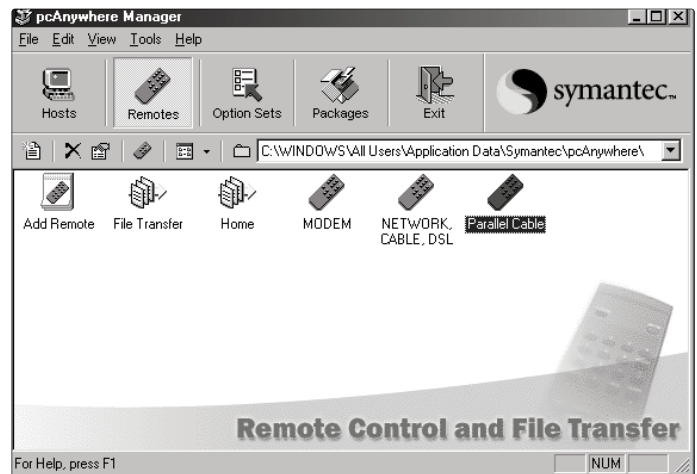 pcAnywhere Manager
File Edit View Tools Help
Hosts Remotes Option Sets Packages Exit symantec™
C:\WINDOWS\All Users\Application Data\Symantec\pcAnywhere\
Add Remote File Transfer Home MODEM NETWORK, Parallel Cable
CABLE, DSL
Remote Control and File Transfer
For Help, press F1 NUM